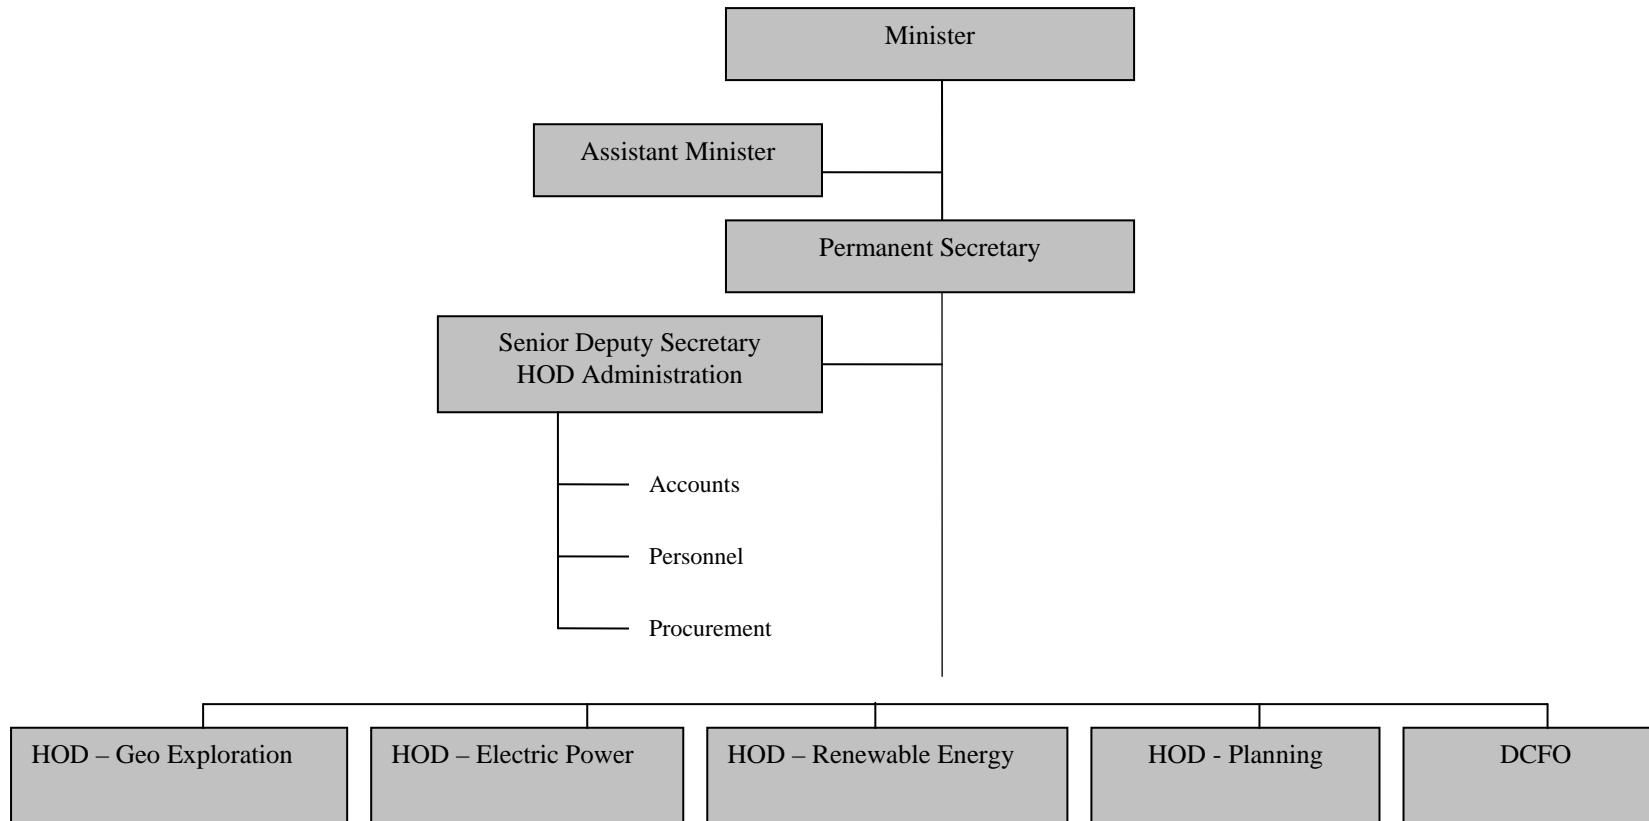 Minister
Assistant Minister
Permanent Secretary
Senior Deputy Secretary
HOD Administration
Accounts
Personnel
Procurement
HOD – Geo Exploration
HOD – Electric Power
HOD – Renewable Energy
HOD - Planning
DCFO